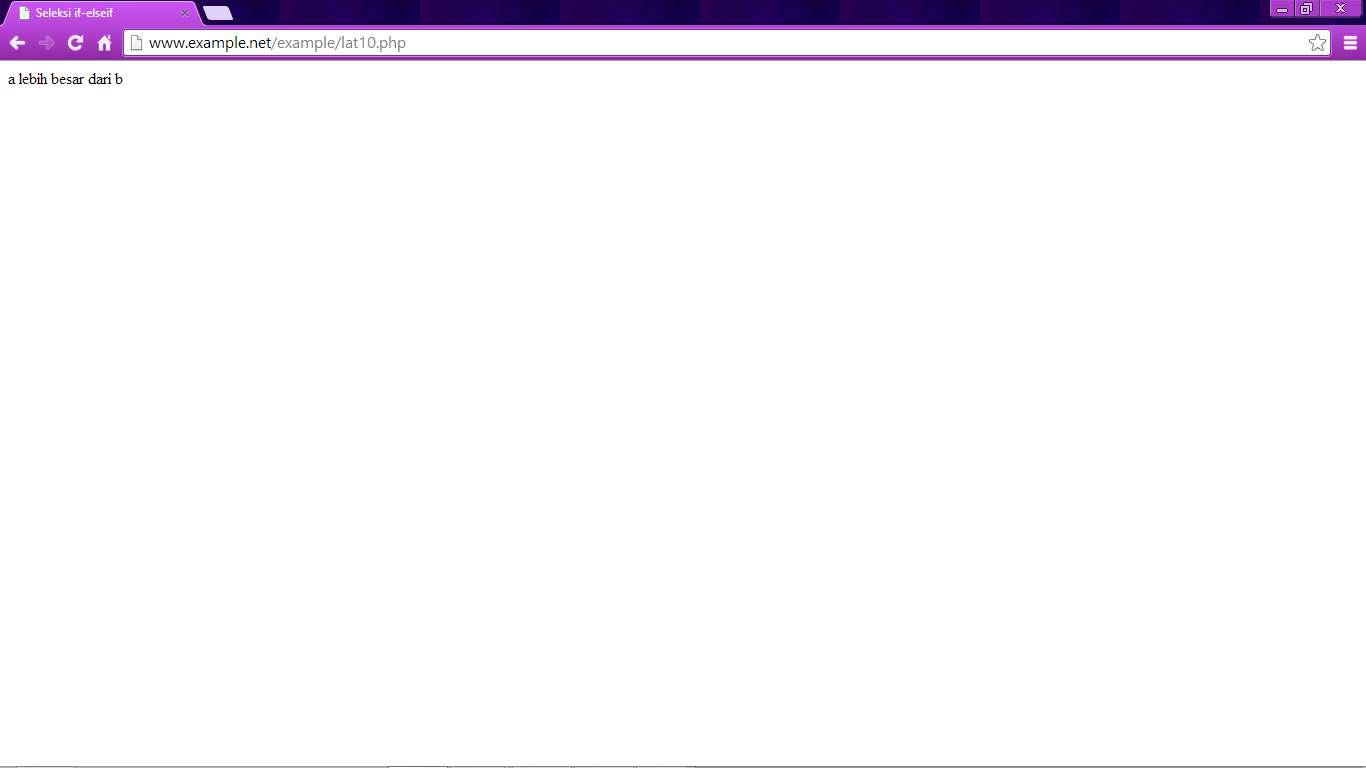 Seleksi if-elseif
www.example.net/example/lat10.php
a lebih besar dari b